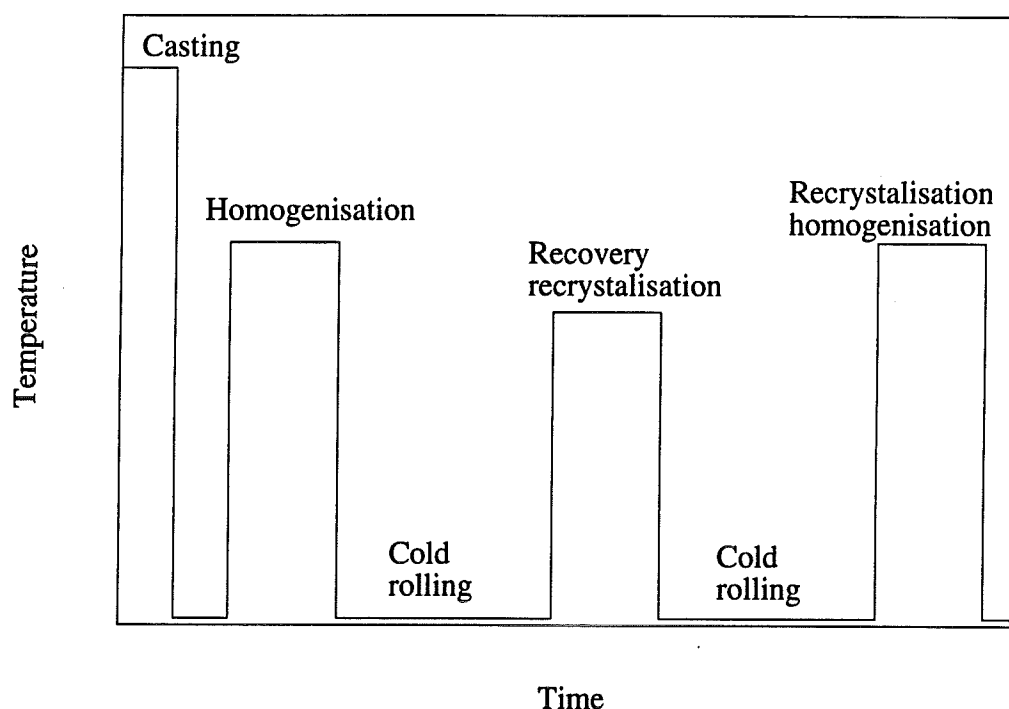 Casting
Homogenisation
Recovery
recrystalisation
Recrystalisation
homogenisation
Temperature
Cold
rolling
Cold
rolling
Time